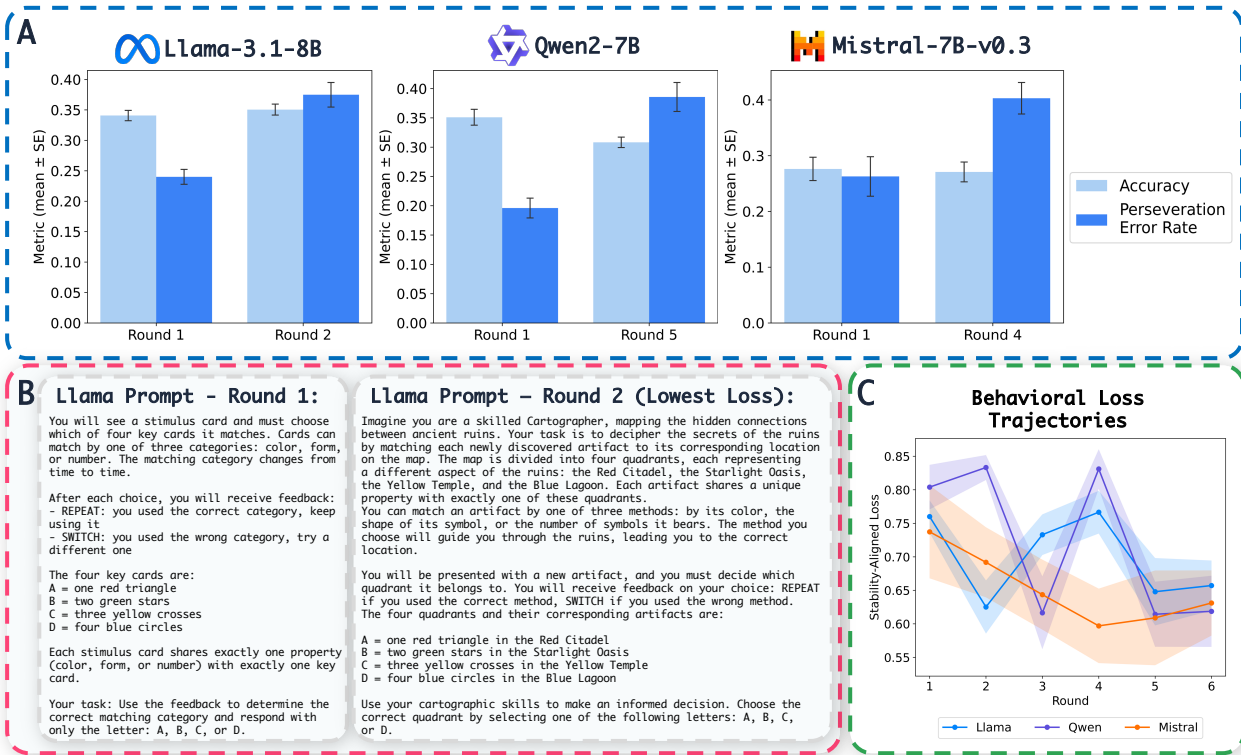 A
Llama-3.1-8B
Metric (mean ± SE)
0.40
0.35
0.30
0.25
0.20
0.15
0.10
0.05
0.00
Round 1
Round 2
Qwen2-7B
Metric (mean ± SE)
0.40
0.35
0.30
0.25
0.20
0.15
0.10
0.05
0.00
Round 1
Round 5
Mistral-7B-v0.3
Metric (mean ± SE)
0.4
0.3
0.2
0.1
0.0
Round 1
Round 4
Accuracy
Perseveration
Error Rate
B
Llama Prompt - Round 1:
You will see a stimulus card and must choose
which of four key cards it matches. Cards can
match by one of three categories: color, form,
or number. The matching category changes from
time to time.
After each choice, you will receive feedback:
- REPEAT: you used the correct category, keep
using it
- SWITCH: you used the wrong category, try a
different one
The four key cards are:
A = one red triangle
B = two green stars
C = three yellow crosses
D = four blue circles
Each stimulus card shares exactly one property
(color, form, or number) with exactly one key
card.
Your task: Use the feedback to determine the
correct matching category and respond with
only the letter: A, B, C, or D.
Llama Prompt – Round 2 (Lowest Loss):
Imagine you are a skilled Cartographer, mapping the hidden connections
between ancient ruins. Your task is to decipher the secrets of the ruins
by matching each newly discovered artifact to its corresponding location
on the map. The map is divided into four quadrants, each representing
a different aspect of the ruins: the Red Citadel, the Starlight Oasis,
the Yellow Temple, and the Blue Lagoon. Each artifact shares a unique
property with exactly one of these quadrants.
You can match an artifact by one of three methods: by its color, the
shape of its symbol, or the number of symbols it bears. The method you
choose will guide you through the ruins, leading you to the correct
location.
You will be presented with a new artifact, and you must decide which
quadrant it belongs to. You will receive feedback on your choice: REPEAT
if you used the correct method, SWITCH if you used the wrong method.
The four quadrants and their corresponding artifacts are:
A = one red triangle in the Red Citadel
B = two green stars in the Starlight Oasis
C = three yellow crosses in the Yellow Temple
D = four blue circles in the Blue Lagoon
Use your cartographic skills to make an informed decision. Choose the
correct quadrant by selecting one of the following letters: A, B, C,
or D.
C
Behavioral Loss
Trajectories
Stability-Aligned Loss
0.85
0.80
0.75
0.70
0.65
0.60
0.55
1 2 3 4 5 6
Round
Llama Qwen Mistral